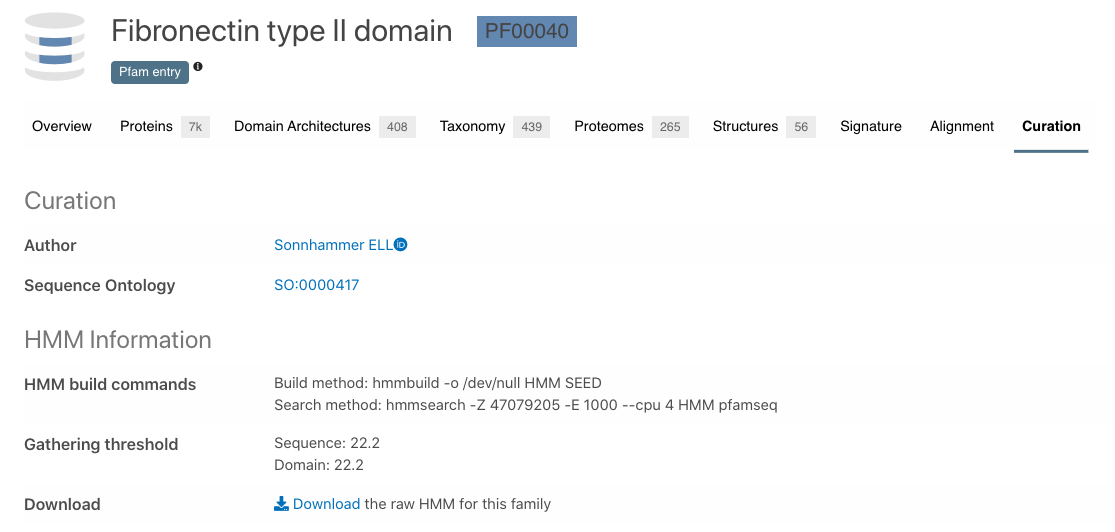 Fibronectin type II domain PF00040
Pfam entry
Overview Proteins 7k Domain Architectures 408 Taxonomy 439 Proteomes 265 Structures 56 Signature Alignment Curation
Curation
Author Sonnhammer ELL
Sequence Ontology SO:0000417
HMM Information
HMM build commands Build method: hmmbuild -o /dev/null HMM SEED
Search method: hmmsearch -Z 47079205 -E 1000 --cpu 4 HMM pfamseq
Gathering threshold Sequence: 22.2
Domain: 22.2
Download Download the raw HMM for this family